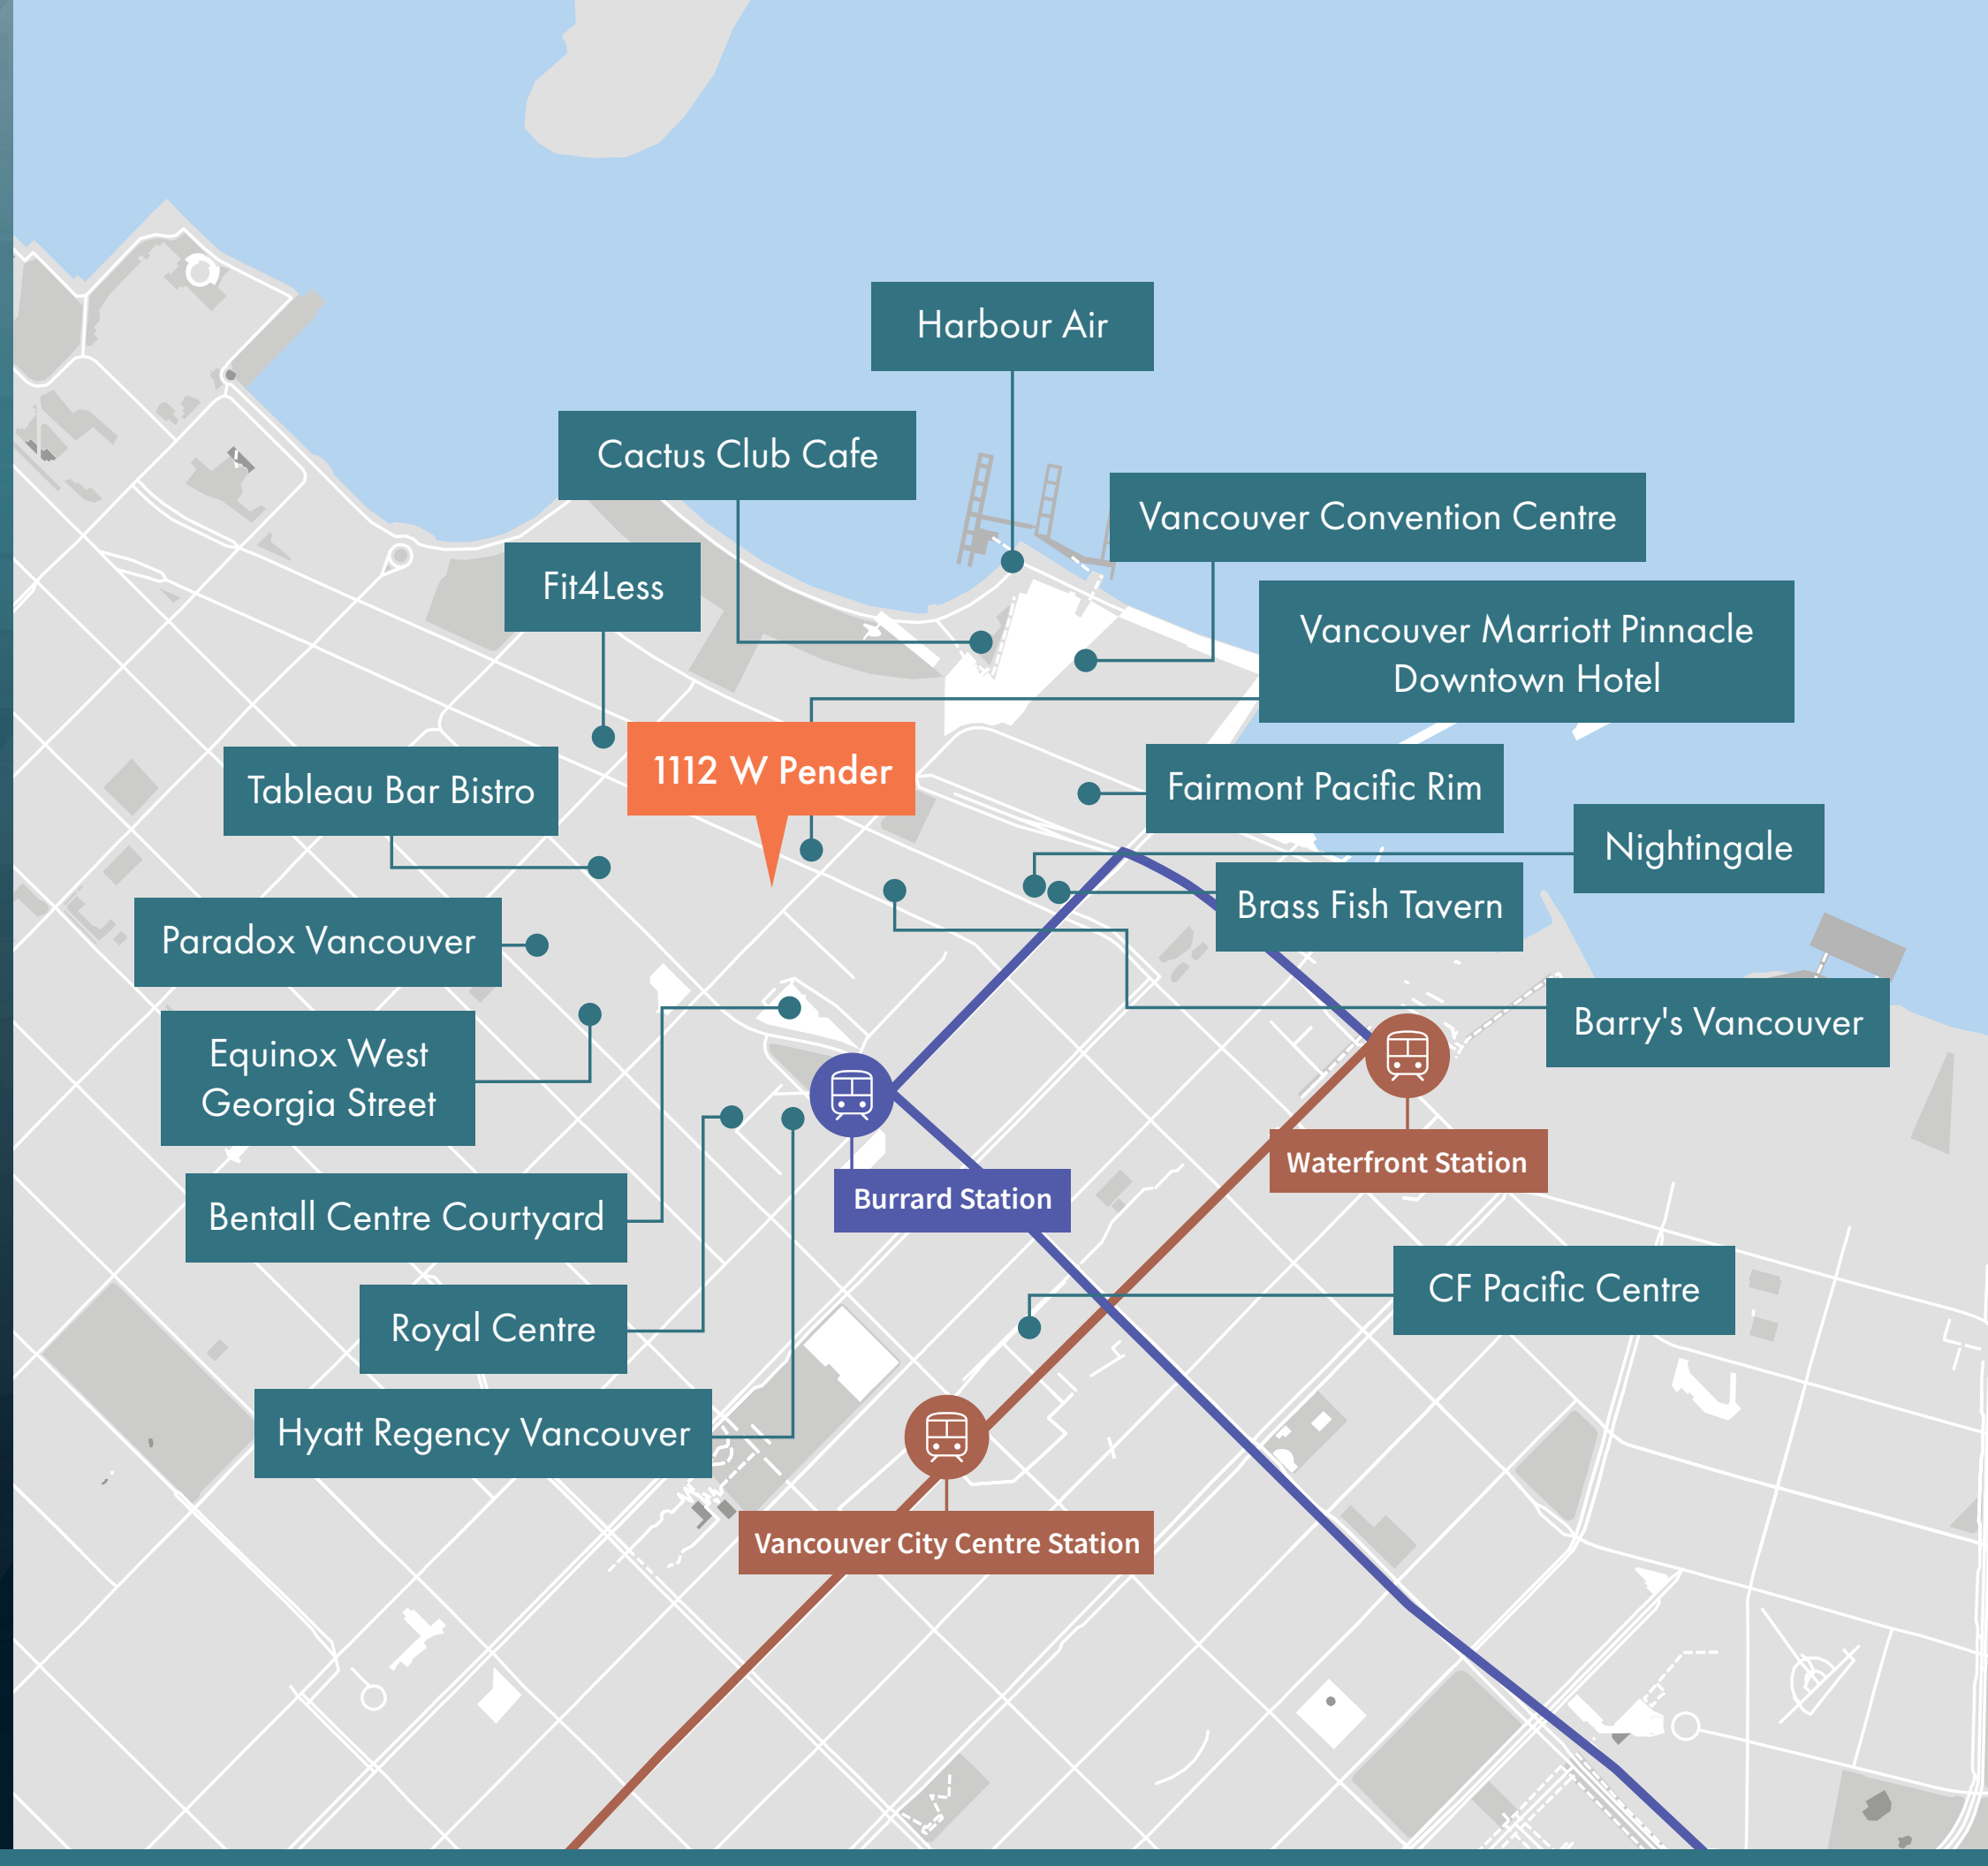 Harbour Air
Cactus Club Cafe
Vancouver Convention Centre
Fit4Less
Vancouver Marriott Pinnacle
Downtown Hotel
1112 W Pender
Tableau Bar Bistro
Fairmont Pacific Rim
Nightingale
Brass Fish Tavern
Paradox Vancouver
Barry's Vancouver
Equinox West
Georgia Street
Waterfront Station
Burrard Station
Bentall Centre Courtyard
CF Pacific Centre
Royal Centre
Hyatt Regency Vancouver
Vancouver City Centre Station